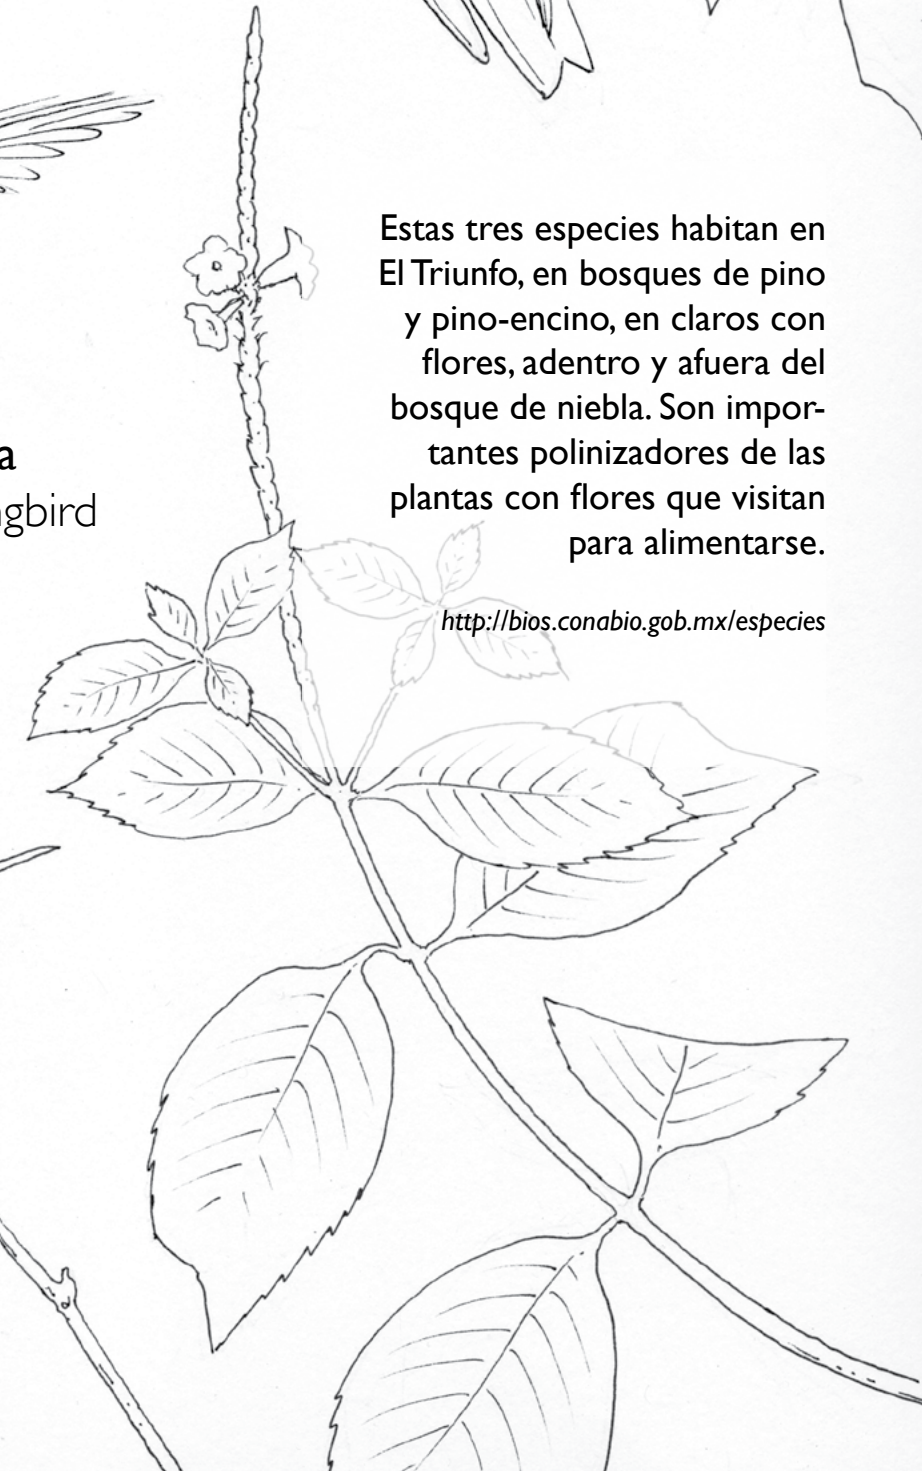 Estas tres especies habitan en
El Triunfo, en bosques de pino
y pino-encino, en claros con
flores, adentro y afuera del
bosque de niebla. Son impor-
tantes polinizadores de las
plantas con flores que visitan
para alimentarse.
http://bios.conabio.gob.mx/especies
a
ngbird